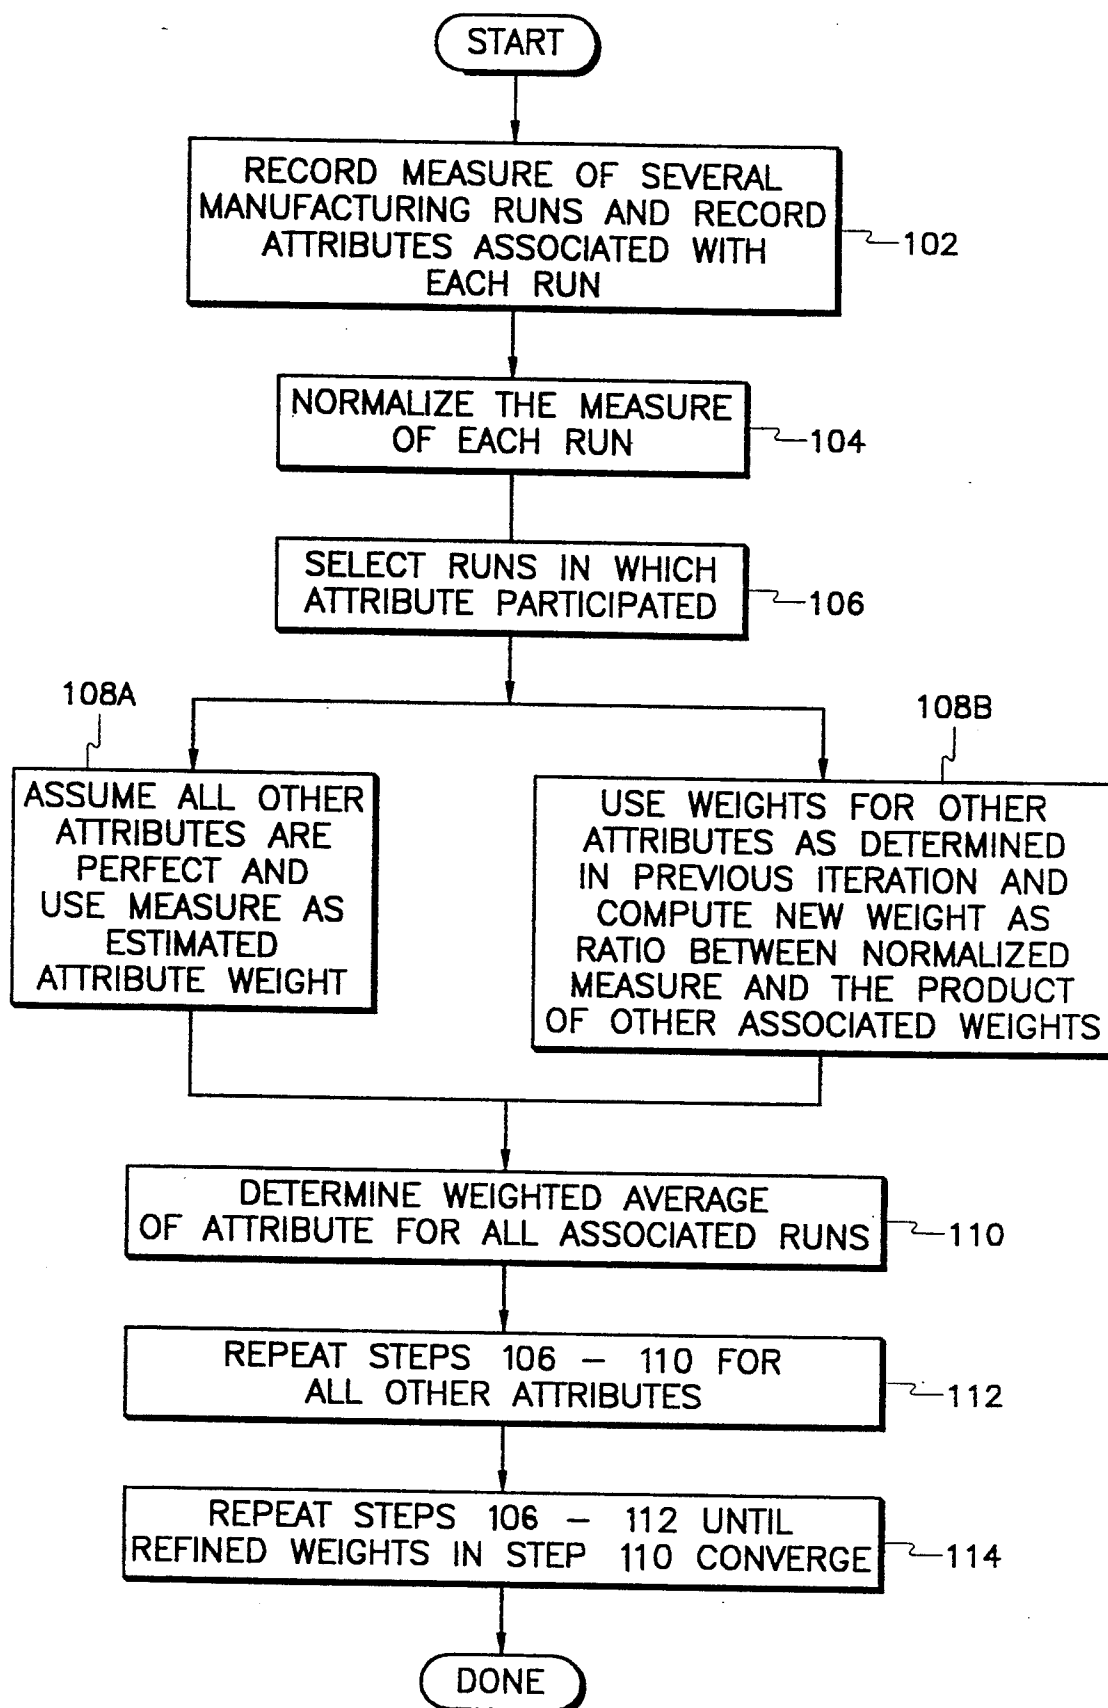 START
RECORD MEASURE OF SEVERAL
MANUFACTURING RUNS AND RECORD
ATTRIBUTES ASSOCIATED WITH
EACH RUN
102
NORMALIZE THE MEASURE
OF EACH RUN
104
SELECT RUNS IN WHICH
ATTRIBUTE PARTICIPATED
106
108A
ASSUME ALL OTHER
ATTRIBUTES ARE
PERFECT AND
USE MEASURE AS
ESTIMATED
ATTRIBUTE WEIGHT
108B
USE WEIGHTS FOR OTHER
ATTRIBUTES AS DETERMINED
IN PREVIOUS ITERATION AND
COMPUTE NEW WEIGHT AS
RATIO BETWEEN NORMALIZED
MEASURE AND THE PRODUCT
OF OTHER ASSOCIATED WEIGHTS
DETERMINE WEIGHTED AVERAGE
OF ATTRIBUTE FOR ALL ASSOCIATED RUNS
110
REPEAT STEPS 106 – 110 FOR
ALL OTHER ATTRIBUTES
112
REPEAT STEPS 106 – 112 UNTIL
REFINED WEIGHTS IN STEP 110 CONVERGE
114
DONE